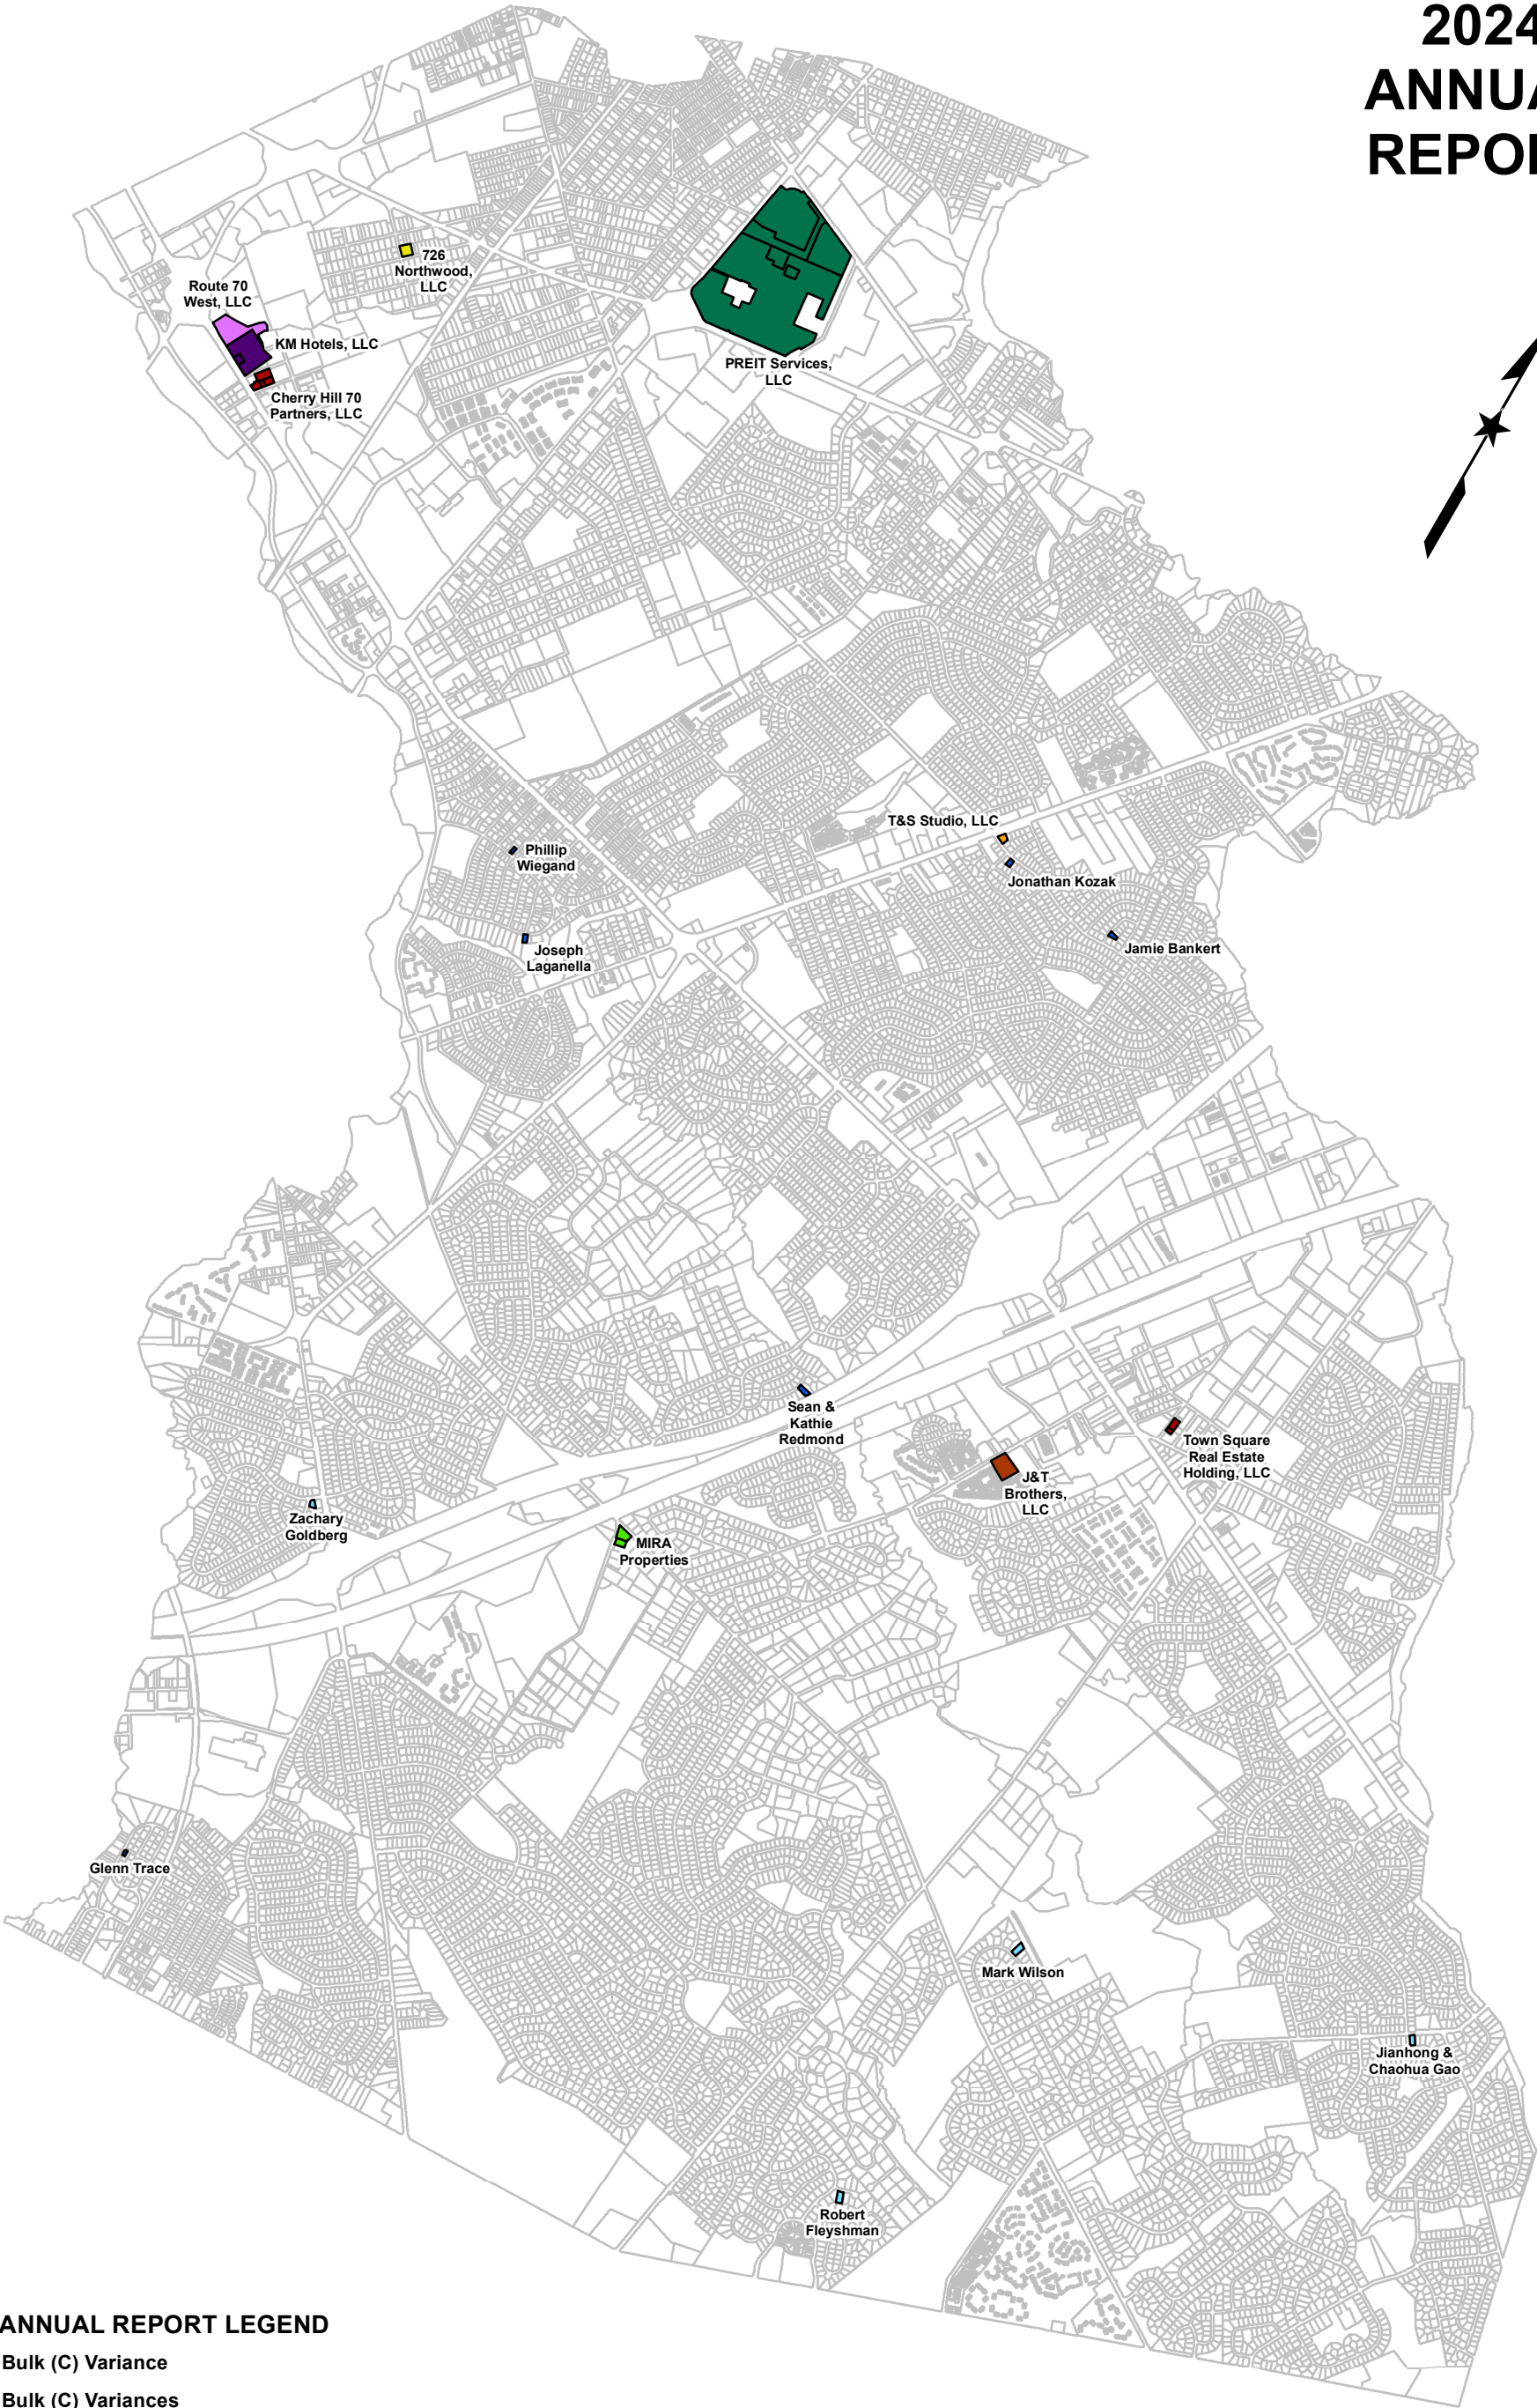 2024
ANNUA
REPOR
726
Northwood,
LLC
Route 70
West, LLC
KM Hotels, LLC
PREIT Services,
LLC
Cherry Hill 70
Partners, LLC
T&S Studio, LLC
Phillip
Wiegand
Jonathan Kozak
Joseph
Laganella
Jamie Bankert
Sean &
Kathie
Redmond
Town Square
Real Estate
Holding, LLC
J&T
Brothers,
LLC
Zachary
Goldberg
MIRA
Properties
Glenn Trace
Mark Wilson
Jianhong &
Chaohua Gao
Robert
Fleyshman
ANNUAL REPORT LEGEND
Bulk (C) Variance
Bulk (C) Variances